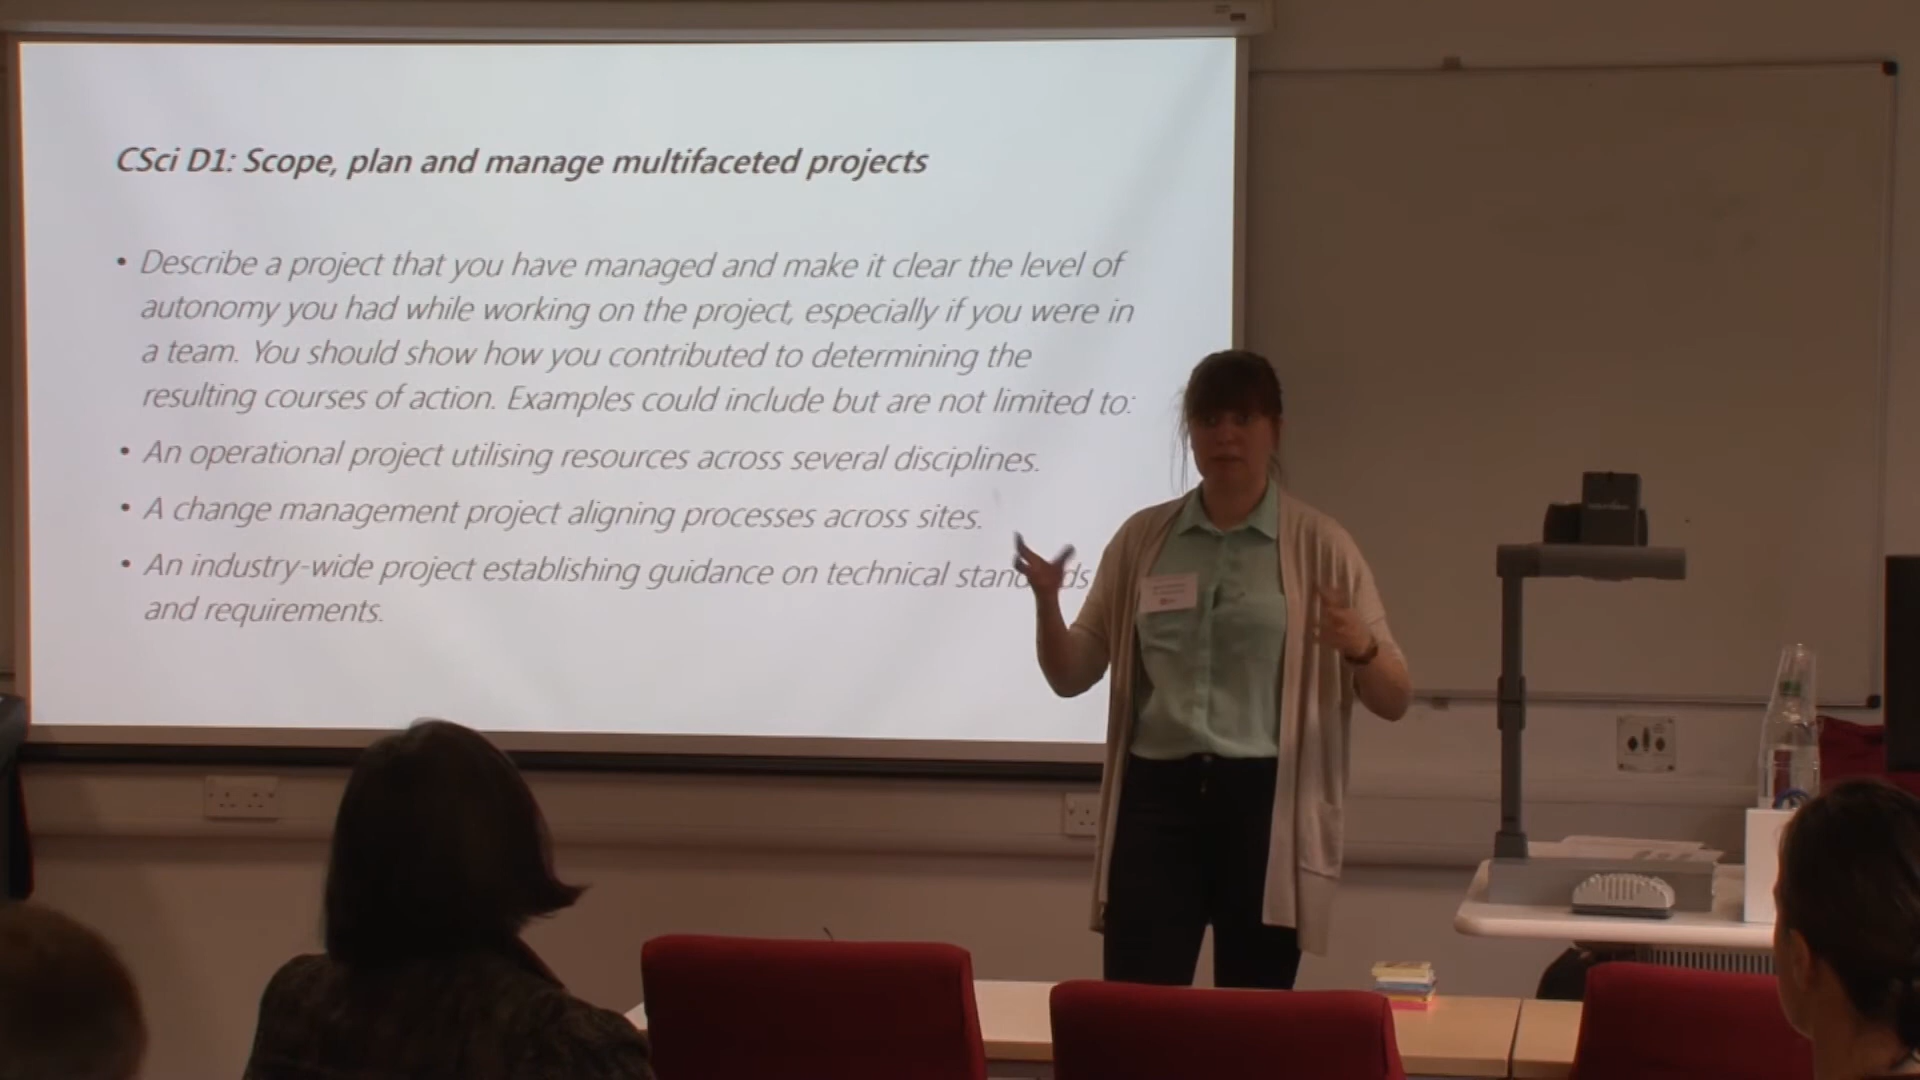 CSci D1: Scope, plan and manage multifaceted projects
• Describe a project that you have managed and make it clear the level of
autonomy you had while working on the project, especially if you were in
a team. You should show how you contributed to determining the
resulting courses of action. Examples could include but are not limited to:
• An operational project utilising resources across several disciplines.
• A change management project aligning processes across sites.
• An industry-wide project establishing guidance on technical standards
and requirements.